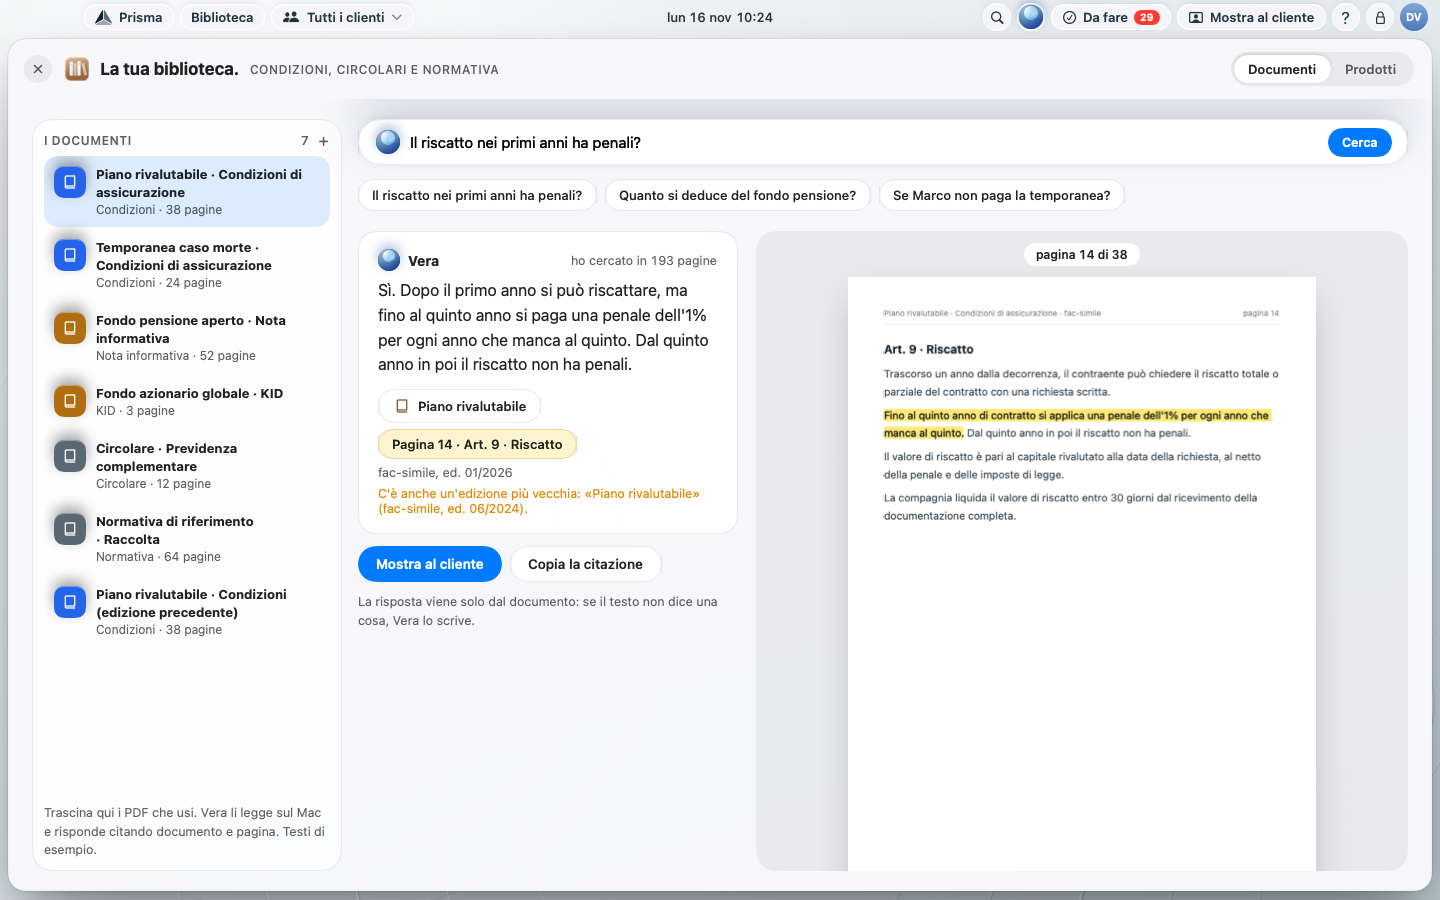 Prisma
Biblioteca
Tutti i clienti
lun 16 nov 10:24
Da fare 29
Mostra al cliente
?
DV
La tua biblioteca. CONDIZIONI, CIRCOLARI E NORMATIVA
Documenti
Prodotti
I DOCUMENTI 7 +
Piano rivalutabile · Condizioni di
assicurazione
Condizioni · 38 pagine
Temporanea caso morte ·
Condizioni di assicurazione
Condizioni · 24 pagine
Fondo pensione aperto · Nota
informativa
Nota informativa · 52 pagine
Fondo azionario globale · KID
KID · 3 pagine
Circolare · Previdenza
complementare
Circolare · 12 pagine
Normativa di riferimento
· Raccolta
Normativa · 64 pagine
Piano rivalutabile · Condizioni
(edizione precedente)
Condizioni · 38 pagine
Trascina qui i PDF che usi. Vera li legge sul Mac
e risponde citando documento e pagina. Testi di
esempio.
Il riscatto nei primi anni ha penali?
Cerca
Il riscatto nei primi anni ha penali?
Quanto si deduce del fondo pensione?
Se Marco non paga la temporanea?
Vera
ho cercato in 193 pagine
Sì. Dopo il primo anno si può riscattare, ma
fino al quinto anno si paga una penale dell'1%
per ogni anno che manca al quinto. Dal quinto
anno in poi il riscatto non ha penali.
Piano rivalutabile
Pagina 14 · Art. 9 · Riscatto
fac-simile, ed. 01/2026
C'è anche un'edizione più vecchia: «Piano rivalutabile»
(fac-simile, ed. 06/2024).
Mostra al cliente
Copia la citazione
La risposta viene solo dal documento: se il testo non dice una
cosa, Vera lo scrive.
pagina 14 di 38
Piano rivalutabile · Condizioni di assicurazione · fac-simile
pagina 14
Art. 9 · Riscatto
Trascorso un anno dalla decorrenza, il contraente può chiedere il riscatto totale o
parziale del contratto con una richiesta scritta.
Fino al quinto anno di contratto si applica una penale dell'1% per ogni anno che
manca al quinto. Dal quinto anno in poi il riscatto non ha penali.
Il valore di riscatto è pari al capitale rivalutato alla data della richiesta, al netto
della penale e delle imposte di legge.
La compagnia liquida il valore di riscatto entro 30 giorni dal ricevimento della
documentazione completa.